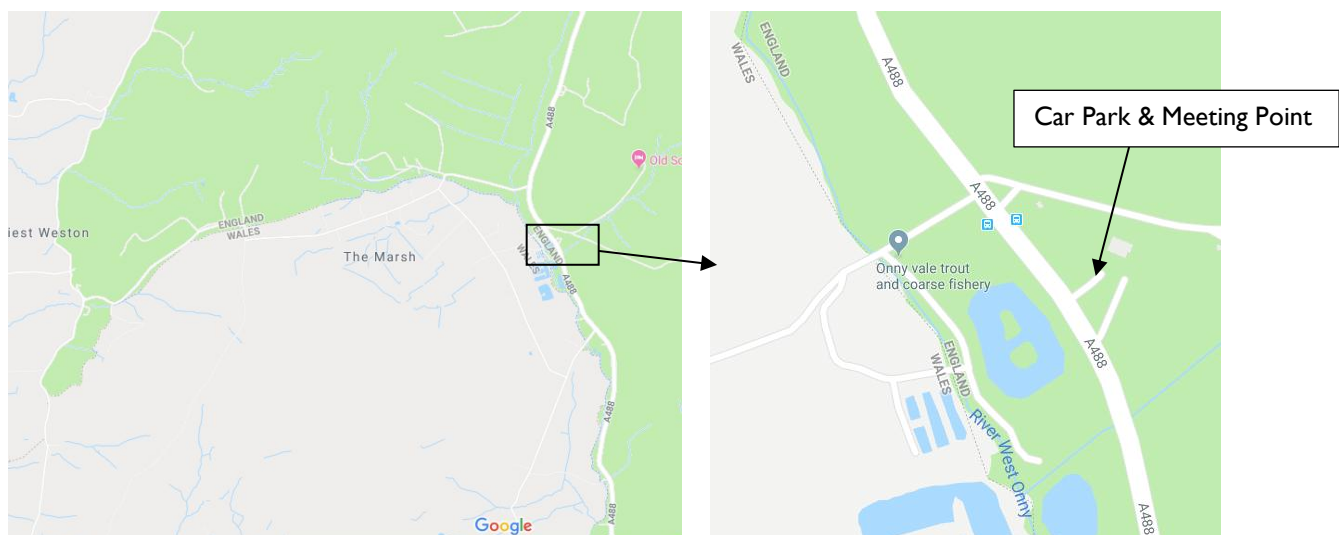 A488
Old Sc
ENGLAND
WALES
iest Weston
The Marsh
ENGLAND
WALES
A488
A488
Google
ENGLAND
WALES
A488
Car Park & Meeting Point
A488
Onny vale trout
and coarse fishery
A488
ENGLAND
WALES
River West Onny
A488